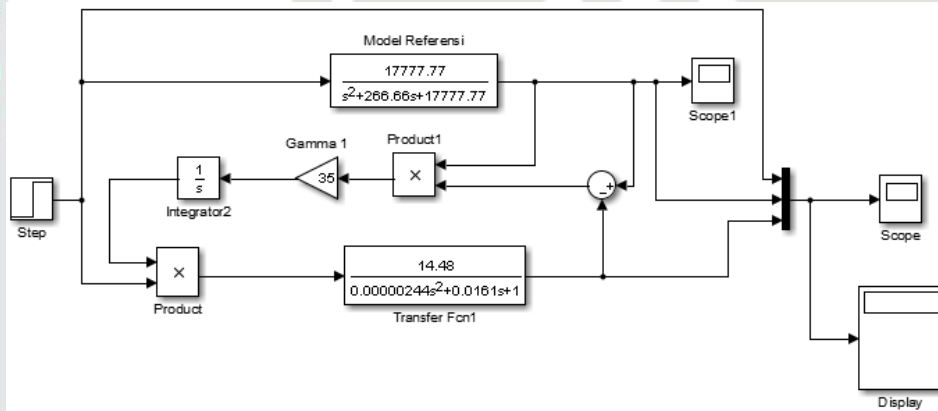 Model Referensi
17777.77
s²+266.66s+17777.77
Scope1
Gamma 1
Product1
35
×
1
s
Integrator2
Step
×
Product
14.48
0.00000244s²+0.0161s+1
Transfer Fcn1
Scope
Display